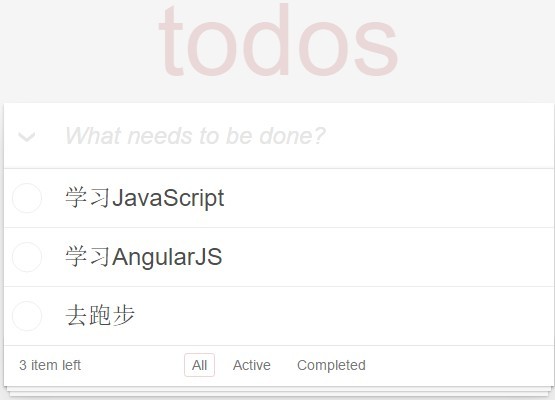 todos
What needs to be done?
学习JavaScript
学习AngularJS
去跑步
3 item left All Active Completed